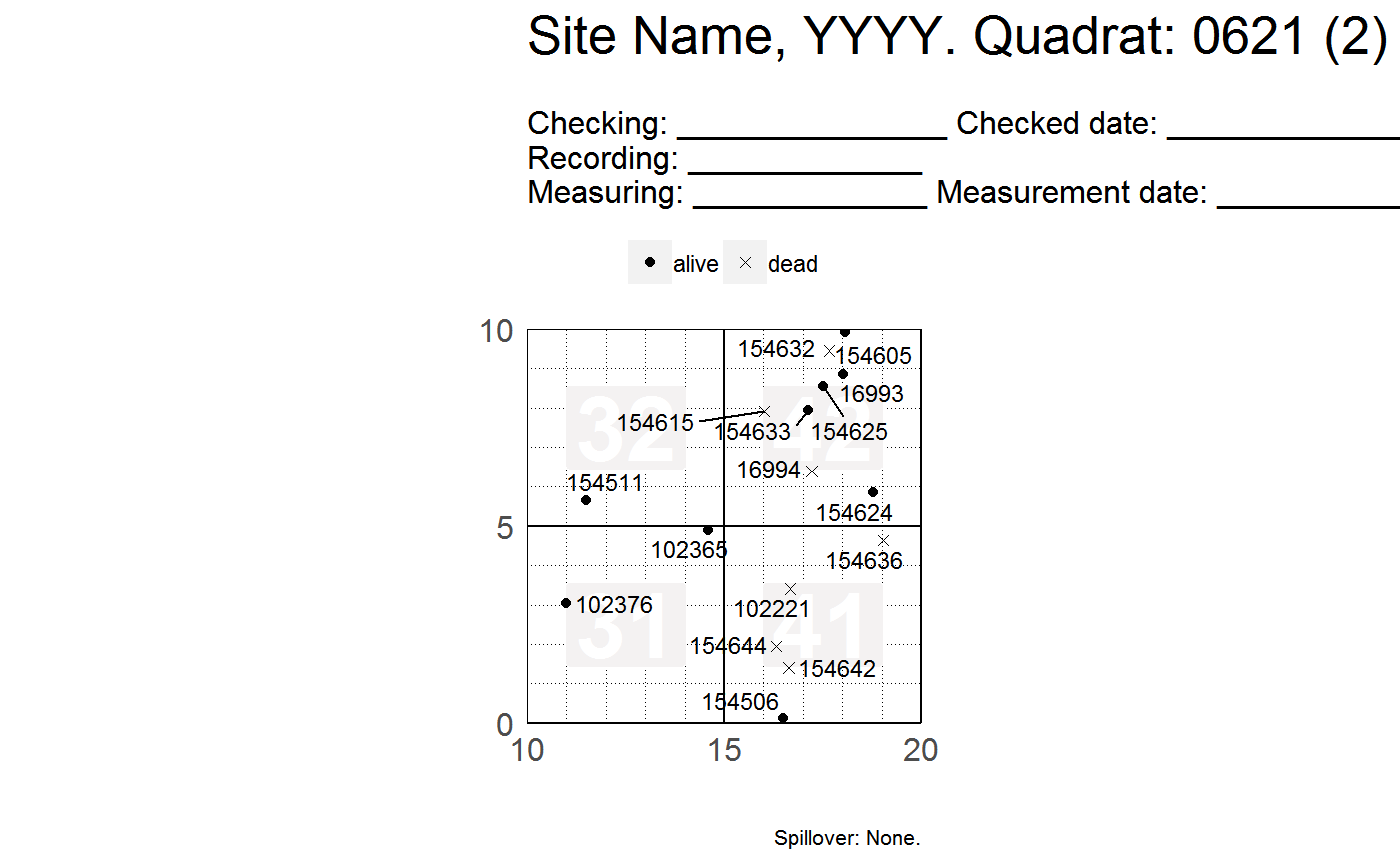 Site Name, YYYY. Quadrat: 0621 (2)
Checking: ________________ Checked date: ______________
Recording: ______________
Measuring: ______________ Measurement date: ___________
alive dead
10
154632 154605
16993
32 42
154615 154633 154625
16994
154511
154624
5
102365
154636
102376 102221
31 41
154644
154642
154506
0
10 15 20
Spillover: None.